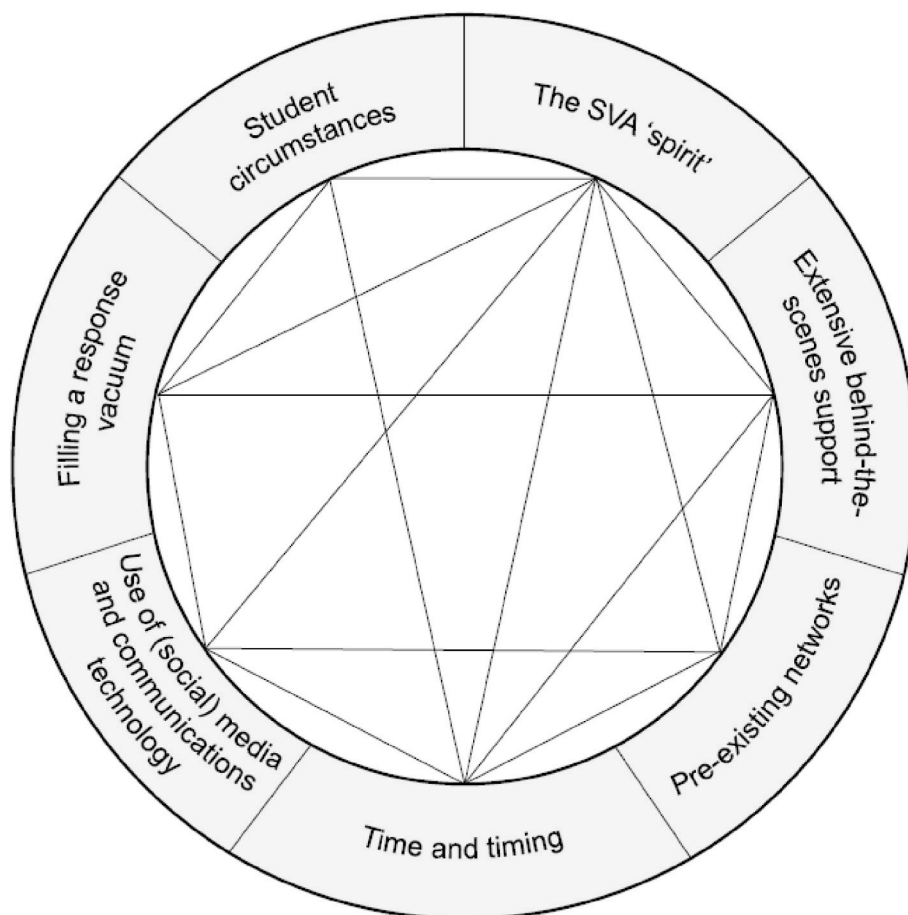 Student
circumstances
The SVA ‘spirit’
Extensive behind-the-
scenes support
Pre-existing networks
Time and timing
Use of (social) media
and communications
technology
Filling a response
vacuum